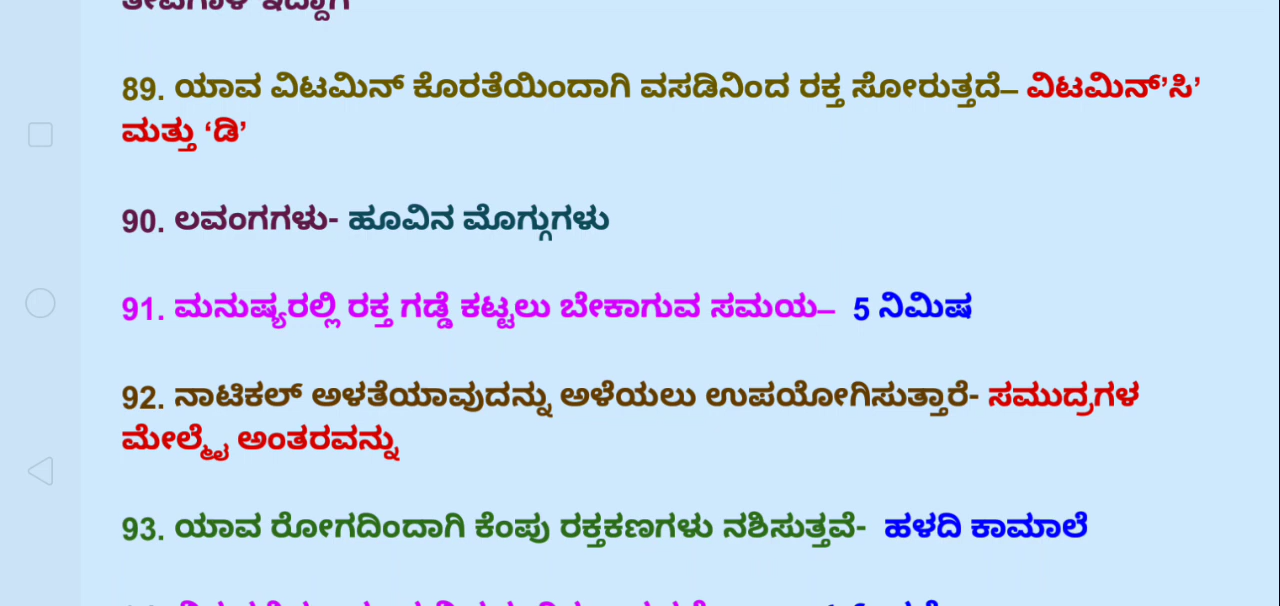 89. ಯಾವ ವಿಟಮಿನ್ ಕೊರತೆಯಿಂದಾಗಿ ವಸಡಿನಿಂದ ರಕ್ತ ಸೋರುತ್ತದೆ– ವಿಟಮಿನ್’ಸಿ’
ಮತ್ತು ‘ಡಿ’
90. ಲವಂಗಗಳು- ಹೂವಿನ ಮೊಗ್ಗುಗಳು
91. ಮನುಷ್ಯರಲ್ಲಿ ರಕ್ತ ಗಡ್ಡೆ ಕಟ್ಟಲು ಬೇಕಾಗುವ ಸಮಯ– 5 ನಿಮಿಷ
92. ನಾಟಿಕಲ್ ಅಳತೆಯಾವುದನ್ನು ಅಳೆಯಲು ಉಪಯೋಗಿಸುತ್ತಾರೆ- ಸಮುದ್ರಗಳ
ಮೇಲ್ಮೈ ಅಂತರವನ್ನು
93. ಯಾವ ರೋಗದಿಂದಾಗಿ ಕೆಂಪು ರಕ್ತಕಣಗಳು ನಶಿಸುತ್ತವೆ- ಹಳದಿ ಕಾಮಾಲೆ